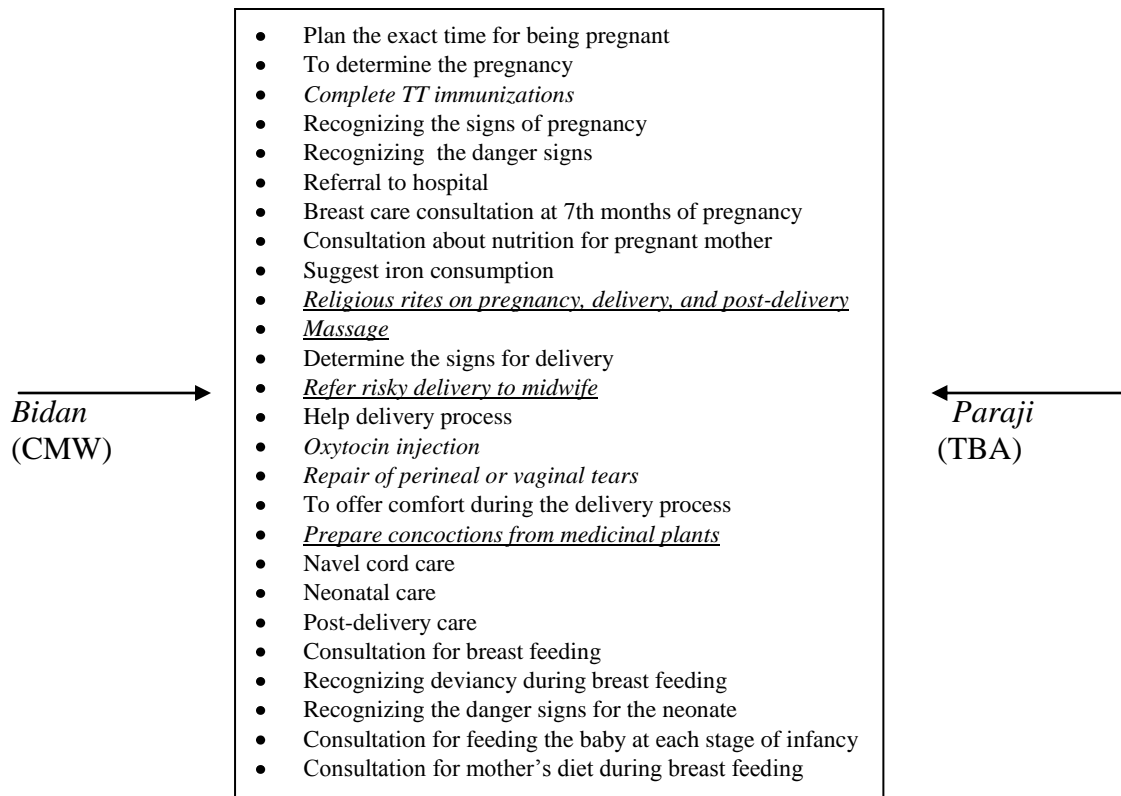 • Plan the exact time for being pregnant
• To determine the pregnancy
• Complete TT immunizations
• Recognizing the signs of pregnancy
• Recognizing the danger signs
• Referral to hospital
• Breast care consultation at 7th months of pregnancy
• Consultation about nutrition for pregnant mother
• Suggest iron consumption
• Religious rites on pregnancy, delivery, and post-delivery
• Massage
• Determine the signs for delivery
• Refer risky delivery to midwife
• Help delivery process
• Oxytocin injection
• Repair of perineal or vaginal tears
• To offer comfort during the delivery process
• Prepare concoctions from medicinal plants
• Navel cord care
• Neonatal care
• Post-delivery care
• Consultation for breast feeding
• Recognizing deviancy during breast feeding
• Recognizing the danger signs for the neonate
• Consultation for feeding the baby at each stage of infancy
• Consultation for mother’s diet during breast feeding
Bidan
(CMW)
Paraji
(TBA)